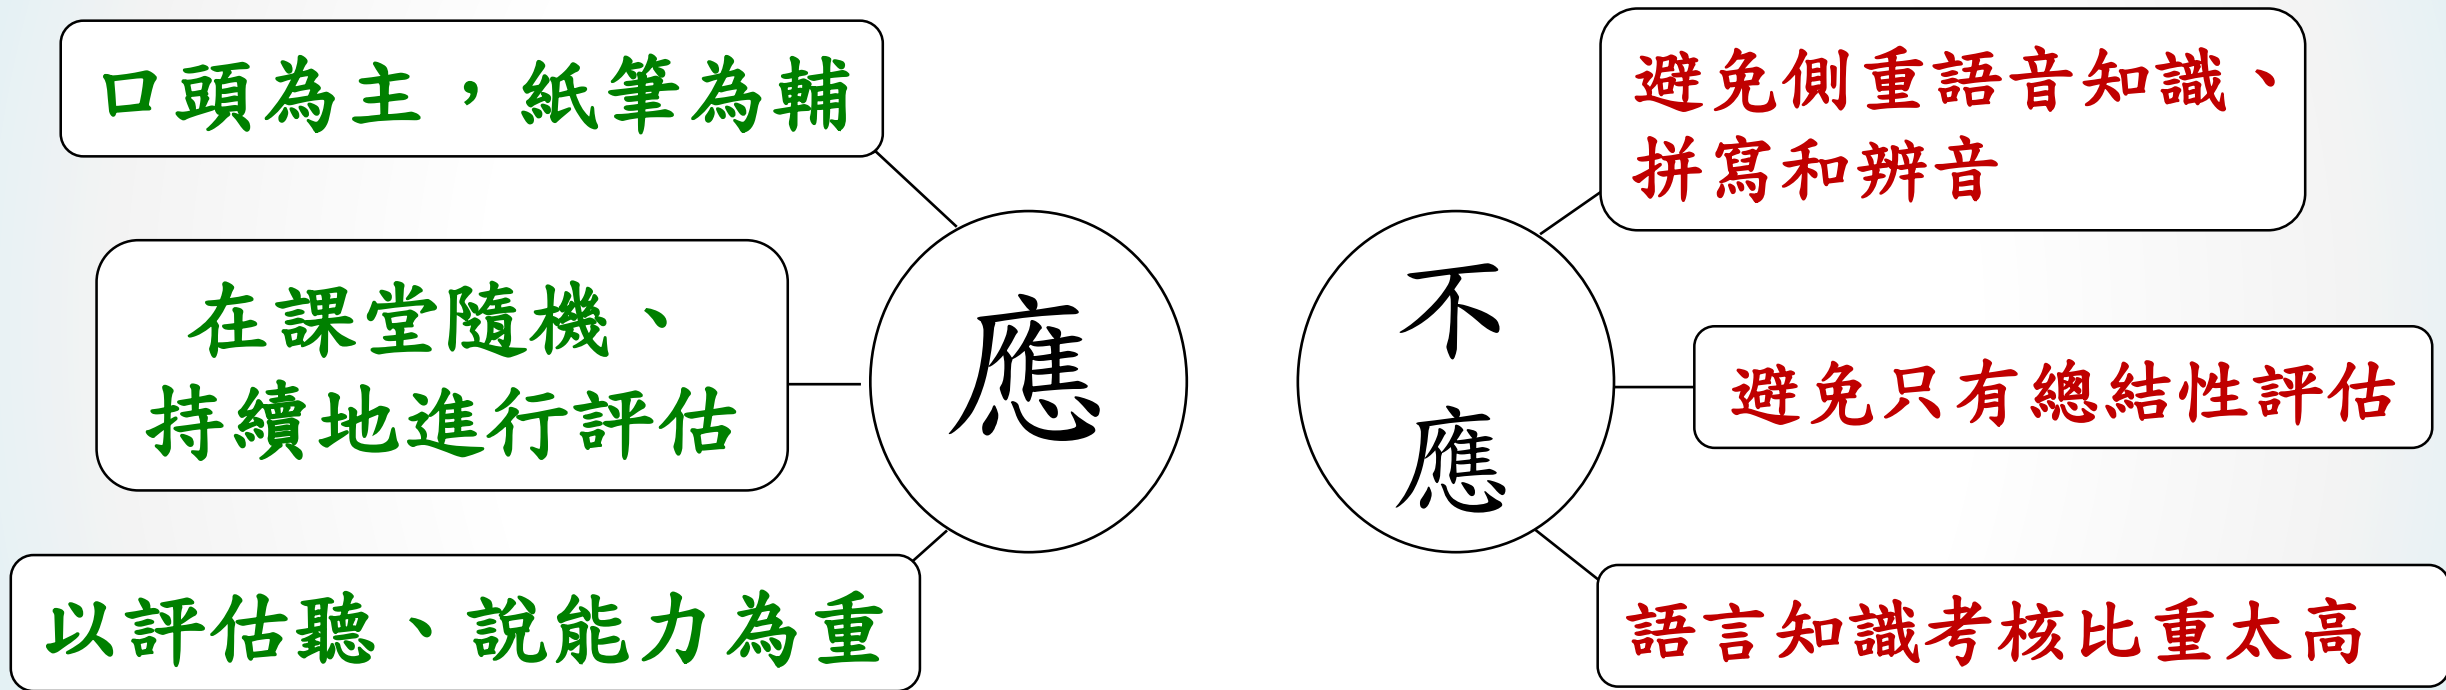 口頭為主，紙筆為輔
在課堂隨機、
持續地進行評估
以評估聽、說能力為重
應
不
應
避免側重語音知識、
拼寫和辨音
避免只有總結性評估
語言知識考核比重太高